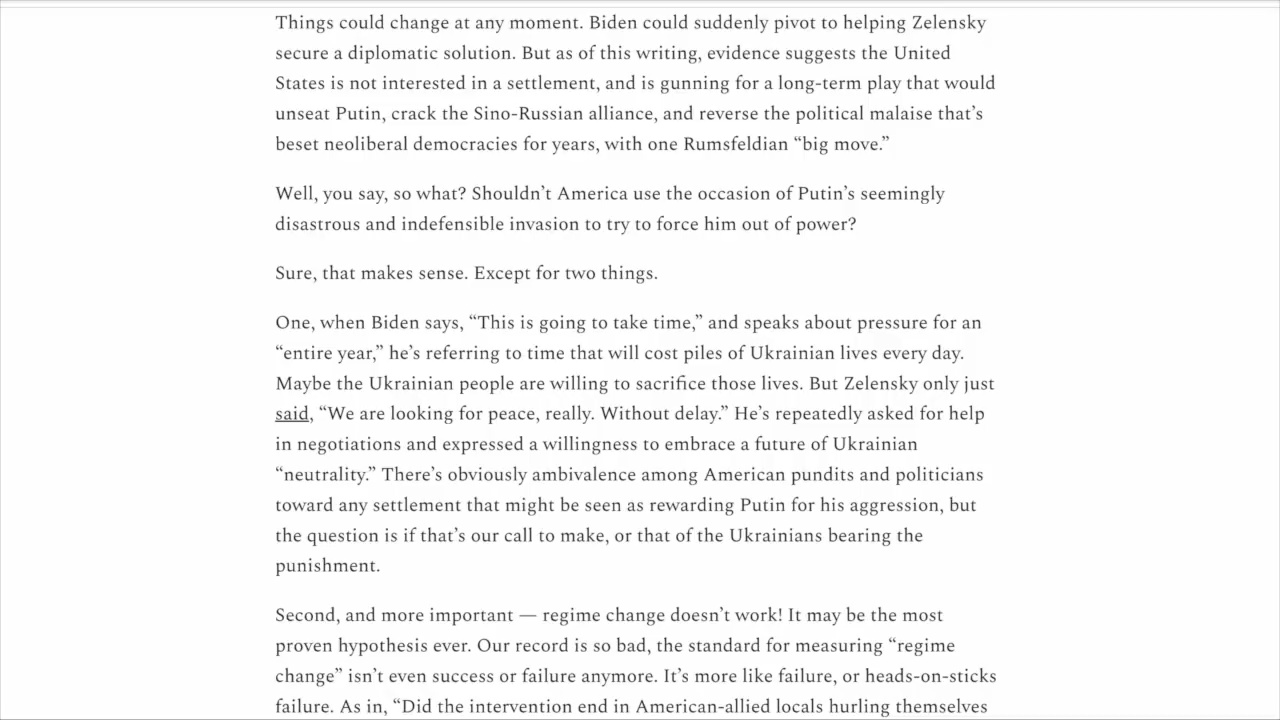 Things could change at any moment. Biden could suddenly pivot to helping Zelensky
secure a diplomatic solution. But as of this writing, evidence suggests the United
States is not interested in a settlement, and is gunning for a long-term play that would
unseat Putin, crack the Sino-Russian alliance, and reverse the political malaise that’s
beset neoliberal democracies for years, with one Rumsfeldian “big move.”
Well, you say, so what? Shouldn’t America use the occasion of Putin’s seemingly
disastrous and indefensible invasion to try to force him out of power?
Sure, that makes sense. Except for two things.
One, when Biden says, “This is going to take time,” and speaks about pressure for an
“entire year,” he’s referring to time that will cost piles of Ukrainian lives every day.
Maybe the Ukrainian people are willing to sacrifice those lives. But Zelensky only just
said, “We are looking for peace, really. Without delay.” He’s repeatedly asked for help
in negotiations and expressed a willingness to embrace a future of Ukrainian
“neutrality.” There’s obviously ambivalence among American pundits and politicians
toward any settlement that might be seen as rewarding Putin for his aggression, but
the question is if that’s our call to make, or that of the Ukrainians bearing the
punishment.
Second, and more important — regime change doesn’t work! It may be the most
proven hypothesis ever. Our record is so bad, the standard for measuring “regime
change” isn’t even success or failure anymore. It’s more like failure, or heads-on-sticks
failure. As in, “Did the intervention end in American-allied locals hurling themselves